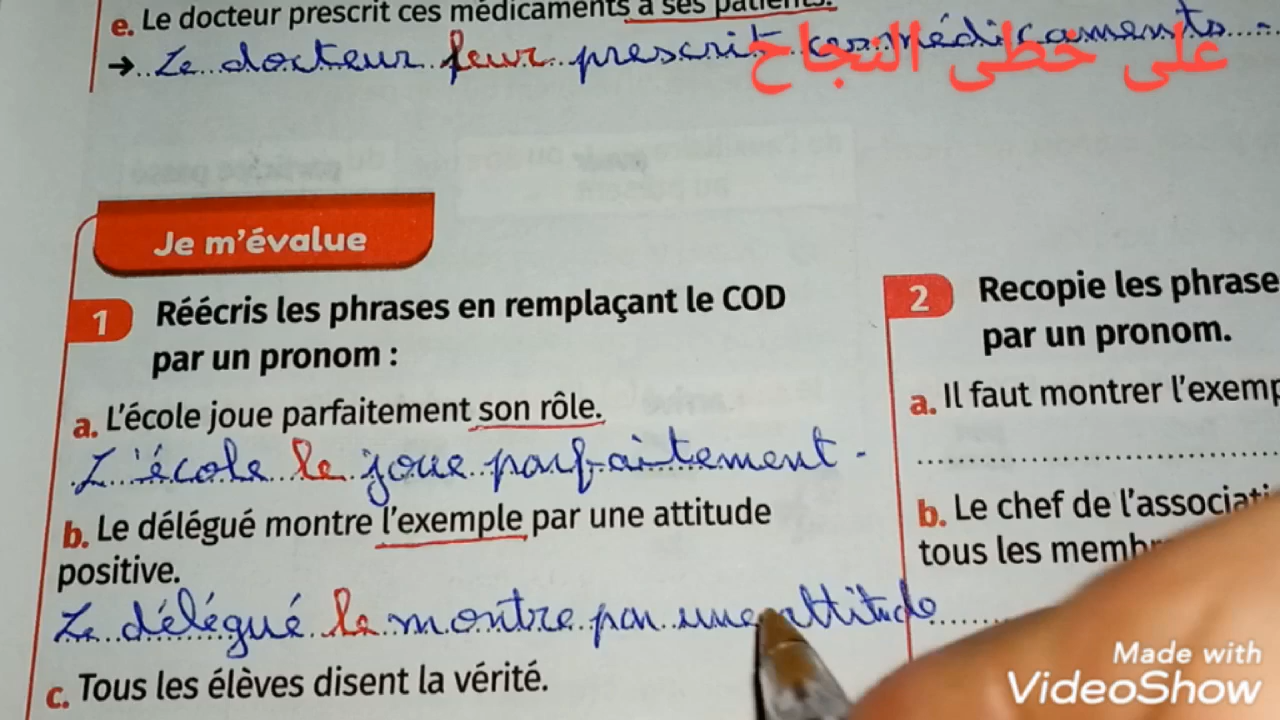 e. Le docteur prescrit ces médicaments à ses patients.
→ Le docteur leur prescrit ces médicaments
على خطى النجاح
Je m'évalue
1 Réécris les phrases en remplaçant le COD
par un pronom :
a. L'école joue parfaitement son rôle.
L'école le joue parfaitement.
b. Le délégué montre l'exemple par une attitude
positive.
Le délégué le montre par une attitude
c. Tous les élèves disent la vérité.
2 Recopie les phrase
par un pronom.
a. Il faut montrer l'exemp
b. Le chef de l'associati
tous les memb
Made with
VideoShow